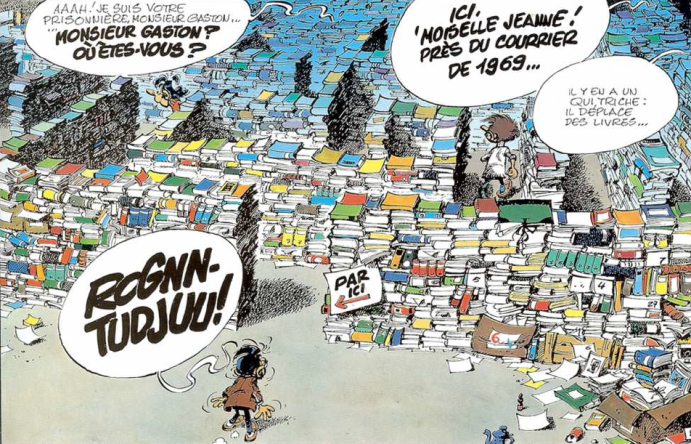 AAAH! JE SUIS VOTRE
PRISONNIÈRE, MONSIEUR GASTON...
...MONSIEUR GASTON?
OÙ ÊTES-VOUS?
ICI,
'MOISELLE JEANNE!
PRÈS DU COURRIER
DE 1969...
IL Y EN A UN
QUI TRICHE:
IL DÉPLACE
DES LIVRES...
ROGNN-
TUDJUU!
PAR
ICI